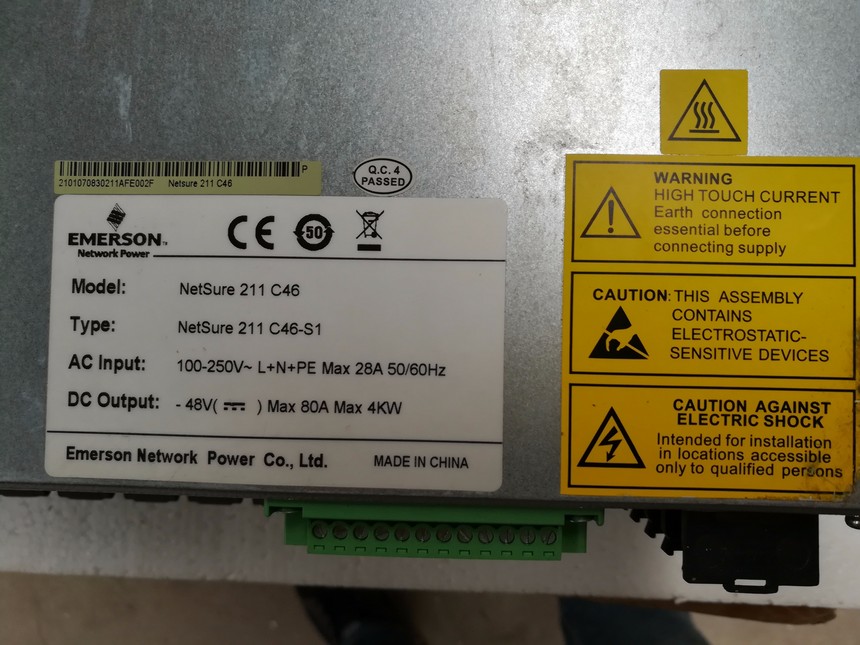 2101070830211AFE002F Netsure 211 C46
P
Q.C. 4
PASSED
EMERSON™
Network Power
CE
50
Model: NetSure 211 C46
Type: NetSure 211 C46-S1
AC Input: 100-250V~ L+N+PE Max 28A 50/60Hz
DC Output: - 48V( ⎓ ) Max 80A Max 4KW
Emerson Network Power Co., Ltd. MADE IN CHINA
WARNING
HIGH TOUCH CURRENT
Earth connection
essential before
connecting supply
CAUTION: THIS ASSEMBLY
CONTAINS
ELECTROSTATIC-
SENSITIVE DEVICES
CAUTION AGAINST
ELECTRIC SHOCK
Intended for installation
in locations accessible
only to qualified persons